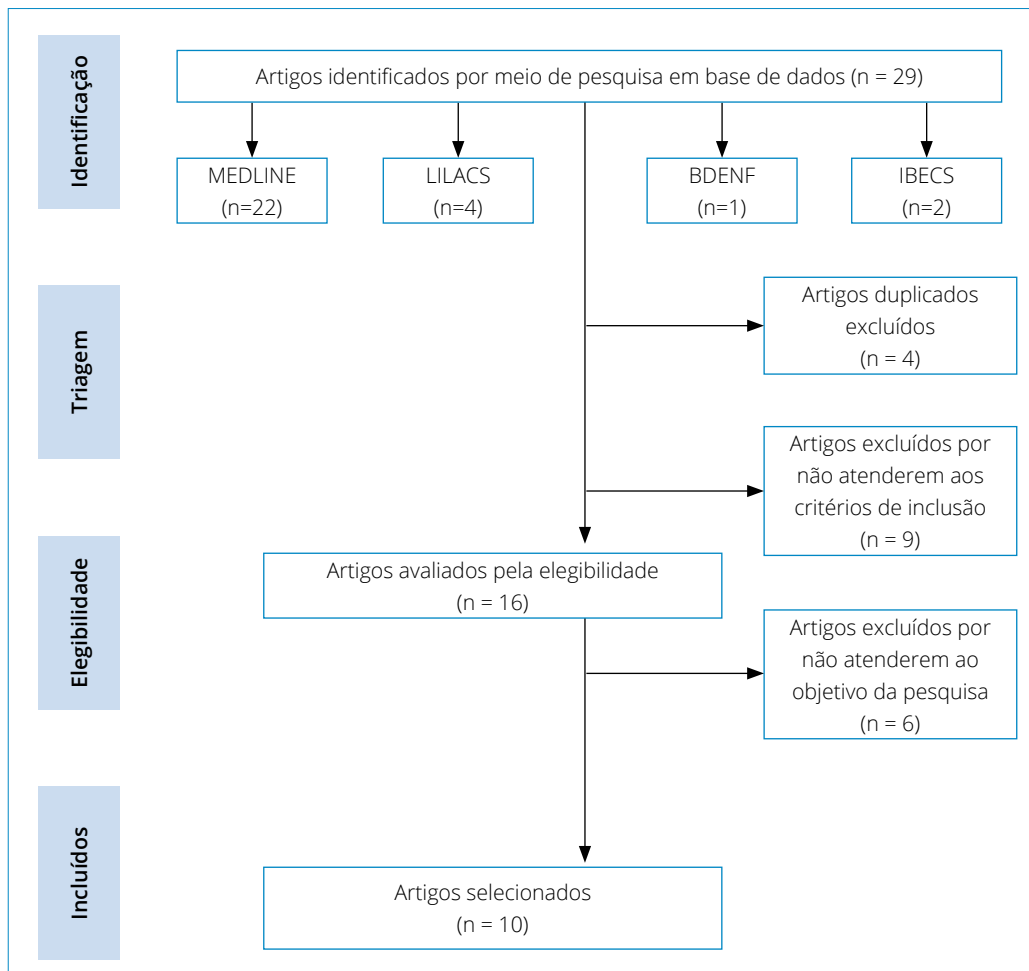 Identificação
Artigos identificados por meio de pesquisa em base de dados (n = 29)
MEDLINE
(n=22)
LILACS
(n=4)
BDENF
(n=1)
IBECS
(n=2)
Triagem
Artigos duplicados
excluídos
(n = 4)
Artigos excluídos por
não atenderem aos
critérios de inclusão
(n = 9)
Elegibilidade
Artigos avaliados pela elegibilidade
(n = 16)
Artigos excluídos por
não atenderem ao
objetivo da pesquisa
(n = 6)
Incluídos
Artigos selecionados
(n = 10)